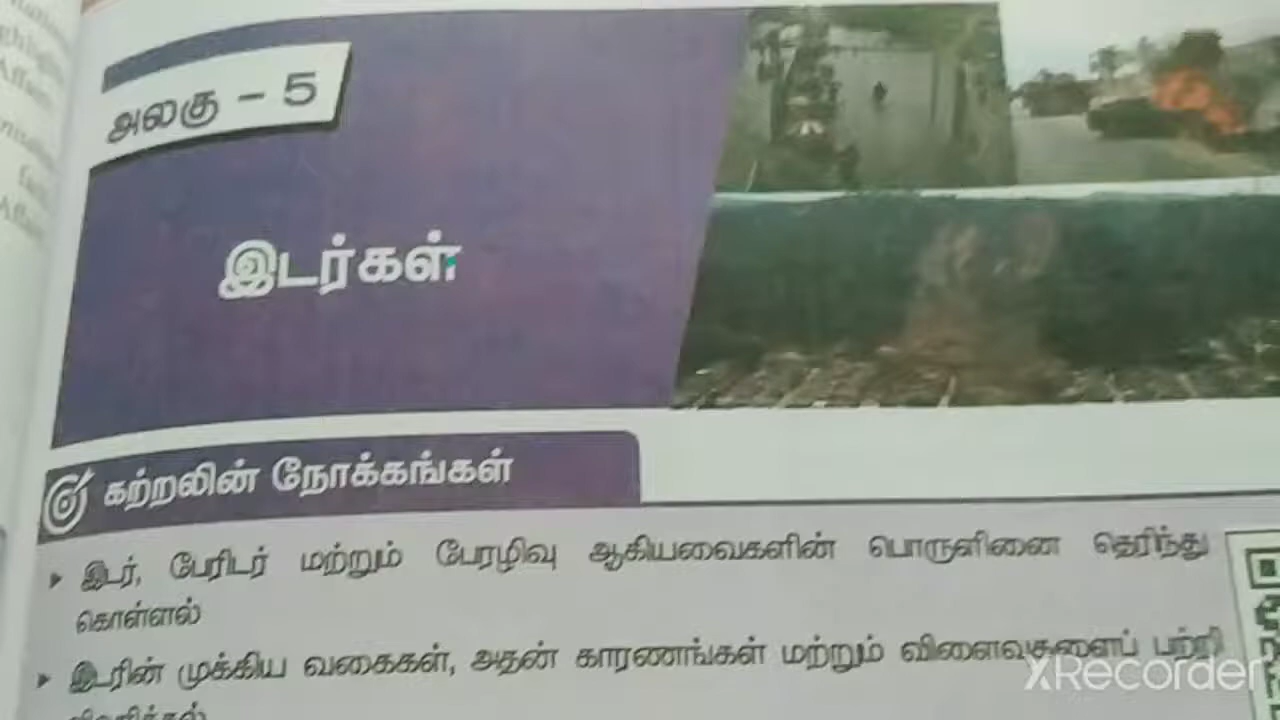 அலகு - 5
இடர்கள்
கற்றலின் நோக்கங்கள்
இடர், பேரிடர் மற்றும் பேரழிவு ஆகியவைகளின் பொருளினை தெரிந்து
கொள்ளல்
இடரின் முக்கிய வகைகள், அதன் காரணங்கள் மற்றும் விளைவுகளைப் பற்றி
XRecorder